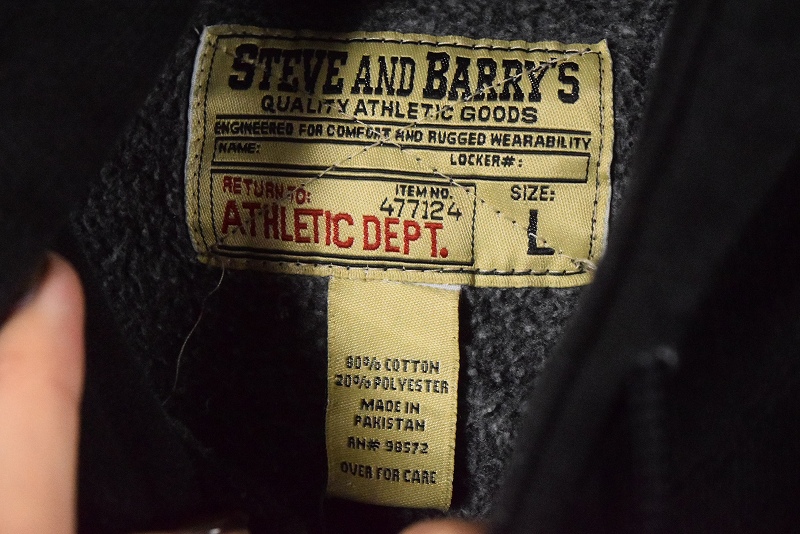 STEVE AND BARRY'S
QUALITY ATHLETIC GOODS
ENGINEERED FOR COMFORT AND RUGGED WEARABILITY
NAME: LOCKER#:
RETURN TO:
ATHLETIC DEPT.
ITEM NO.
477124
SIZE:
L
80% COTTON
20% POLYESTER
MADE IN
PAKISTAN
RN# 98572
OVER FOR CARE